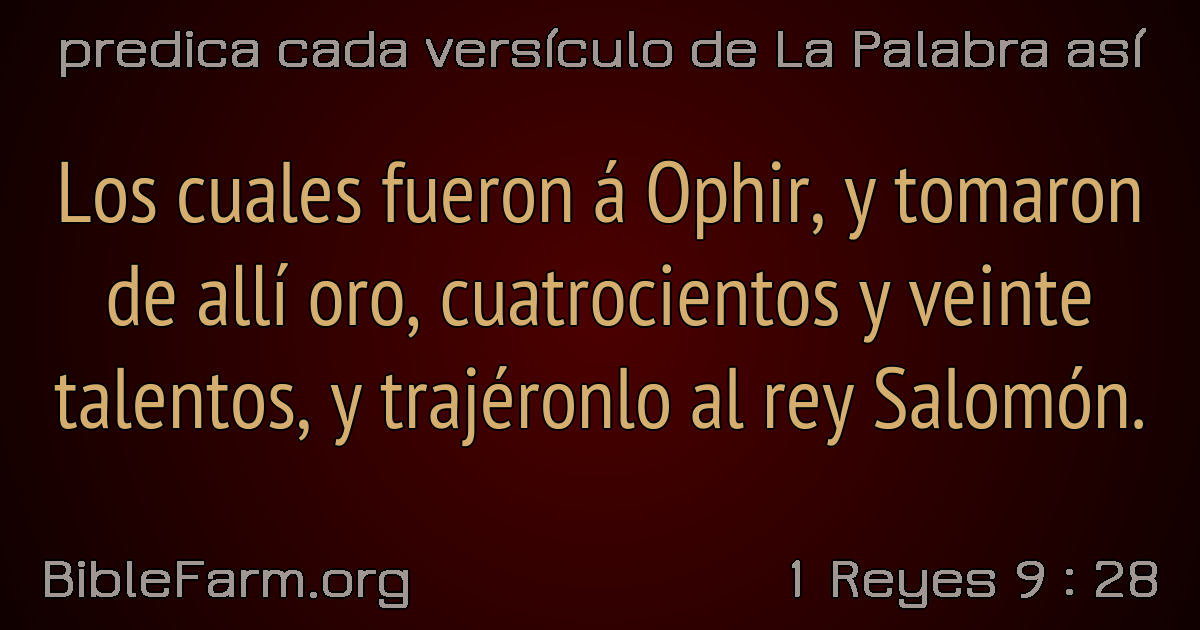 predica cada versículo de La Palabra así
Los cuales fueron á Ophir, y tomaron
de allí oro, cuatrocientos y veinte
talentos, y trajéronlo al rey Salomón.
BibleFarm.org
1 Reyes 9 : 28